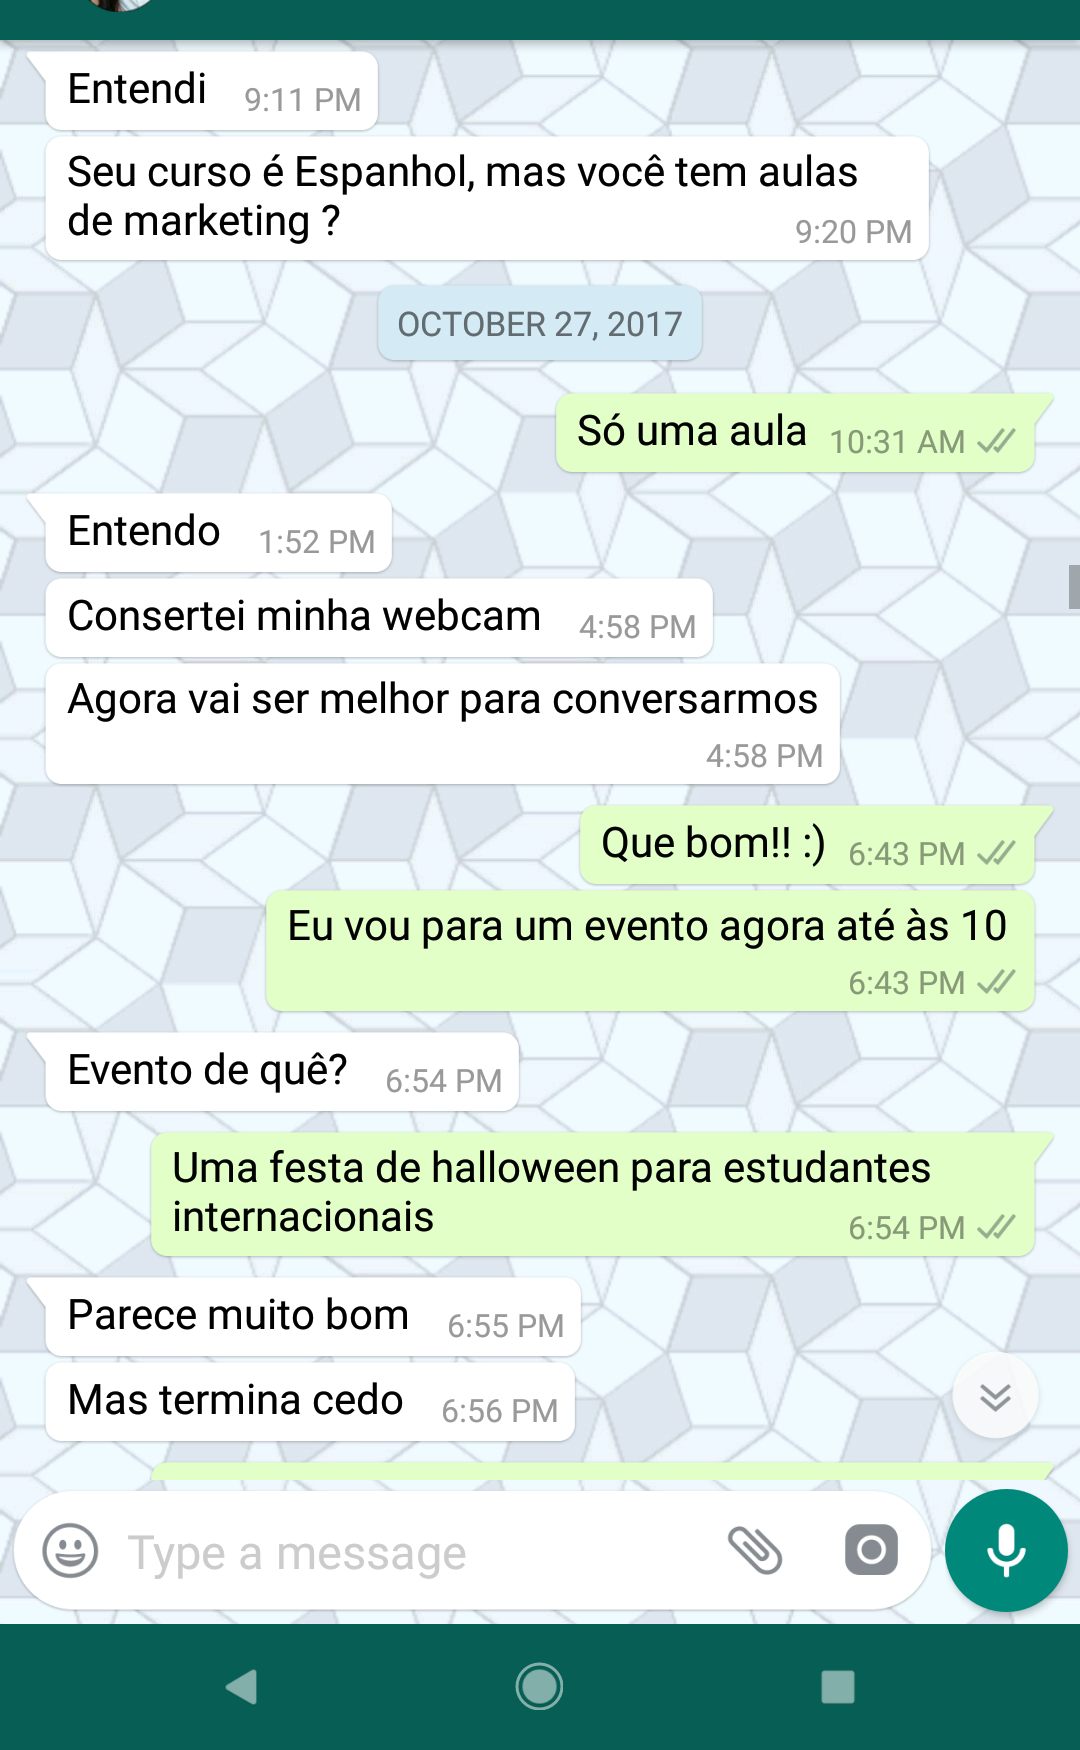 Entendi 9:11 PM
Seu curso é Espanhol, mas você tem aulas
de marketing ? 9:20 PM
OCTOBER 27, 2017
Só uma aula 10:31 AM
Entendo 1:52 PM
Consertei minha webcam 4:58 PM
Agora vai ser melhor para conversarmos
4:58 PM
Que bom!! :) 6:43 PM
Eu vou para um evento agora até às 10
6:43 PM
Evento de quê? 6:54 PM
Uma festa de halloween para estudantes
internacionais 6:54 PM
Parece muito bom 6:55 PM
Mas termina cedo 6:56 PM
Type a message